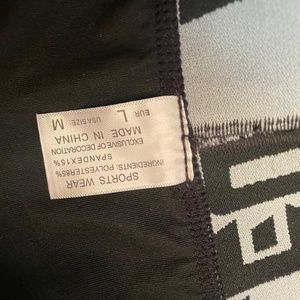 SPORTS WEAR
INGREDIENTS: POLYESTER85%
SPANDEX15%
EXCLUSIVE OF DECORATION
MADE IN CHINA
EUR: L
USA SIZE: M